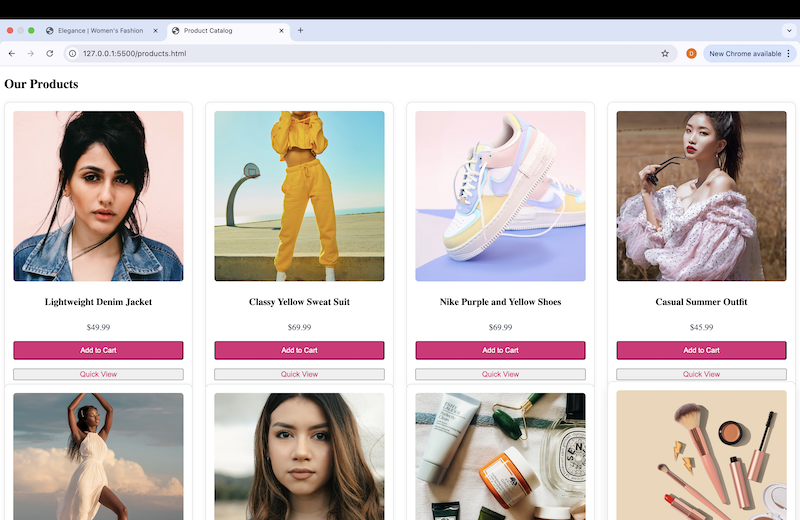 Elegance | Women's Fashion
Product Catalog
127.0.0.1:5500/products.html
D
New Chrome available
Our Products
Lightweight Denim Jacket
Classy Yellow Sweat Suit
Nike Purple and Yellow Shoes
Casual Summer Outfit
$49.99
$69.99
$69.99
$45.99
Add to Cart
Add to Cart
Add to Cart
Add to Cart
Quick View
Quick View
Quick View
Quick View
ORIGINS